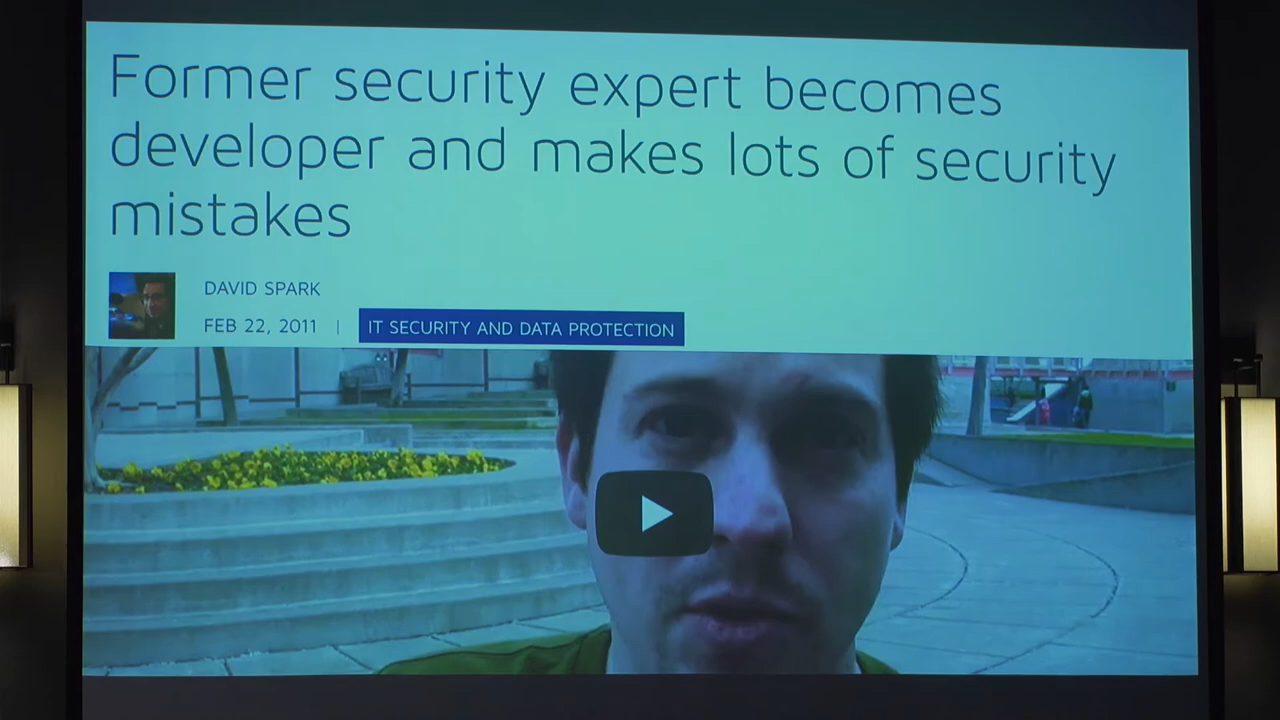 Former security expert becomes
developer and makes lots of security
mistakes
DAVID SPARK
FEB 22, 2011 | IT SECURITY AND DATA PROTECTION